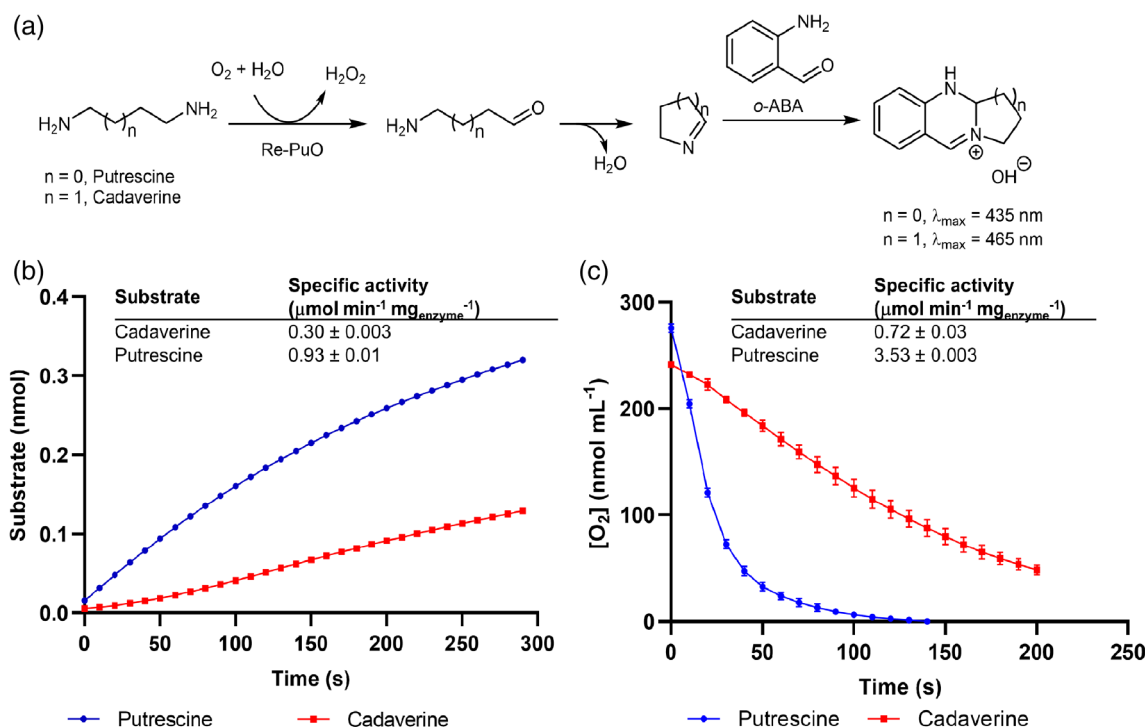 (a)
NH₂
O₂ + H₂O
H₂O₂
O
H₂N
NH₂
n
Re-PuO
H₂N
n
O
H₂O
n
N
o-ABA
H
N
n
N
⊕
OH⊖
n = 0, Putrescine
n = 1, Cadaverine
n = 0, λmax = 435 nm
n = 1, λmax = 465 nm
(b)
Substrate Specific activity
(μmol min⁻¹ mgenzyme⁻¹)
Cadaverine 0.30 ± 0.003
Putrescine 0.93 ± 0.01
Substrate (nmol)
0.4
0.3
0.2
0.1
0.0
0 50 100 150 200 250 300
Time (s)
Putrescine Cadaverine
(c)
Substrate Specific activity
(μmol min⁻¹ mgenzyme⁻¹)
Cadaverine 0.72 ± 0.03
Putrescine 3.53 ± 0.003
[O₂] (nmol mL⁻¹)
300
200
100
0
0 50 100 150 200 250
Time (s)
Putrescine Cadaverine